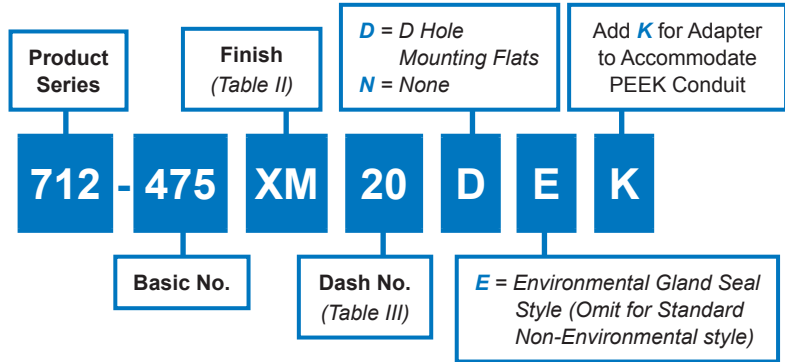 Product
Series
Finish
(Table II)
D = D Hole
Mounting Flats
N = None
Add K for Adapter
to Accommodate
PEEK Conduit
712 - 475 XM 20 D E K
Basic No.
Dash No.
(Table III)
E = Environmental Gland Seal
Style (Omit for Standard
Non-Environmental style)